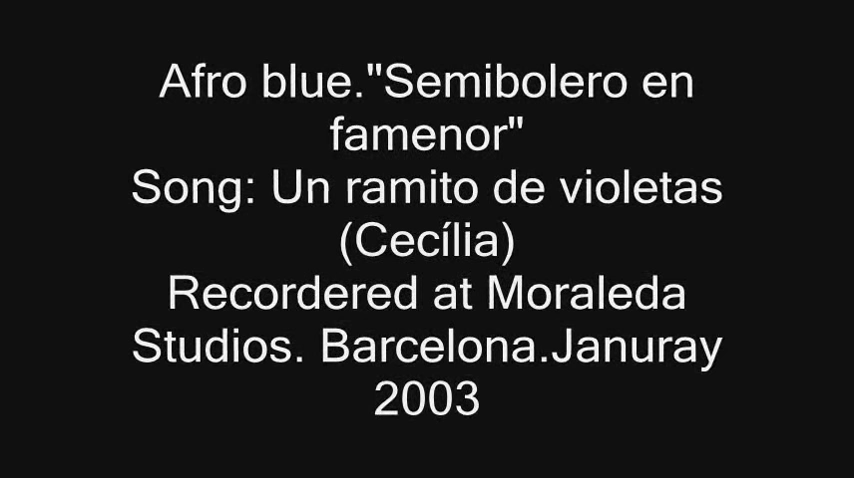 Afro blue."Semibolero en
famenor"
Song: Un ramito de violetas
(Cecília)
Recordered at Moraleda
Studios. Barcelona.Januray
2003